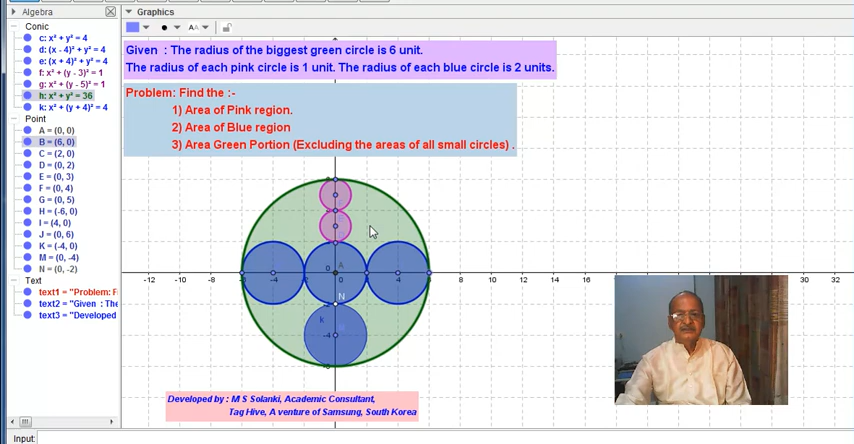 Algebra
Graphics
Conic
c: x² + y² = 4
d: (x - 4)² + y² = 4
e: (x + 4)² + y² = 4
f: x² + (y - 3)² = 1
g: x² + (y - 5)² = 1
h: x² + y² = 36
k: x² + (y + 4)² = 4
Point
A = (0, 0)
B = (6, 0)
C = (2, 0)
D = (0, 2)
E = (0, 3)
F = (0, 4)
G = (0, 5)
H = (-6, 0)
I = (4, 0)
J = (0, 6)
K = (-4, 0)
M = (0, -4)
N = (0, -2)
Text
text1 = "Problem: F
text2 = "Given : The
text3 = "Developed
Input:
AA
Given : The radius of the biggest green circle is 6 unit.
The radius of each pink circle is 1 unit. The radius of each blue circle is 2 units.
Problem: Find the :-
1) Area of Pink region.
2) Area of Blue region
3) Area Green Portion (Excluding the areas of all small circles) .
A
N
k
-12 -10 -8 0 0 8 10 12 14 16 18 30 32
-4
Developed by : M S Solanki, Academic Consultant,
Tag Hive, A venture of Samsung, South Korea